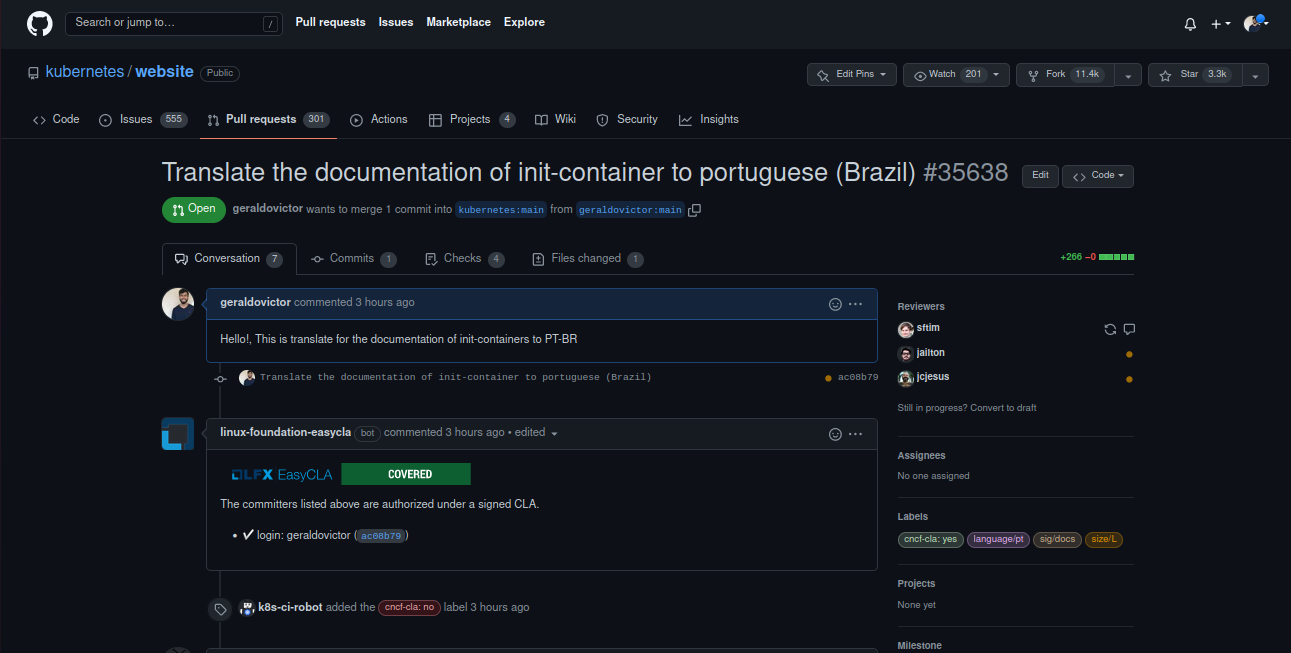 Search or jump to… /
Pull requests Issues Marketplace Explore
kubernetes / website Public
Edit Pins Watch 201 Fork 11.4k Star 3.3k
Code Issues 555 Pull requests 301 Actions Projects 4 Wiki Security Insights
Translate the documentation of init-container to portuguese (Brazil) #35638
Edit <> Code
Open geraldovictor wants to merge 1 commit into kubernetes:main from geraldovictor:main
Conversation 7 Commits 1 Checks 4 Files changed 1
+266 −0
geraldovictor commented 3 hours ago
Hello!, This is translate for the documentation of init-containers to PT-BR
Translate the documentation of init-container to portuguese (Brazil) ac08b79
linux-foundation-easycla bot commented 3 hours ago • edited
LFX EasyCLA COVERED
The committers listed above are authorized under a signed CLA.
• ✔ login: geraldovictor (ac08b79)
k8s-ci-robot added the cncf-cla: no label 3 hours ago
Reviewers
sftim
jailton
jcjesus
Still in progress? Convert to draft
Assignees
No one assigned
Labels
cncf-cla: yes language/pt sig/docs size/L
Projects
None yet
Milestone